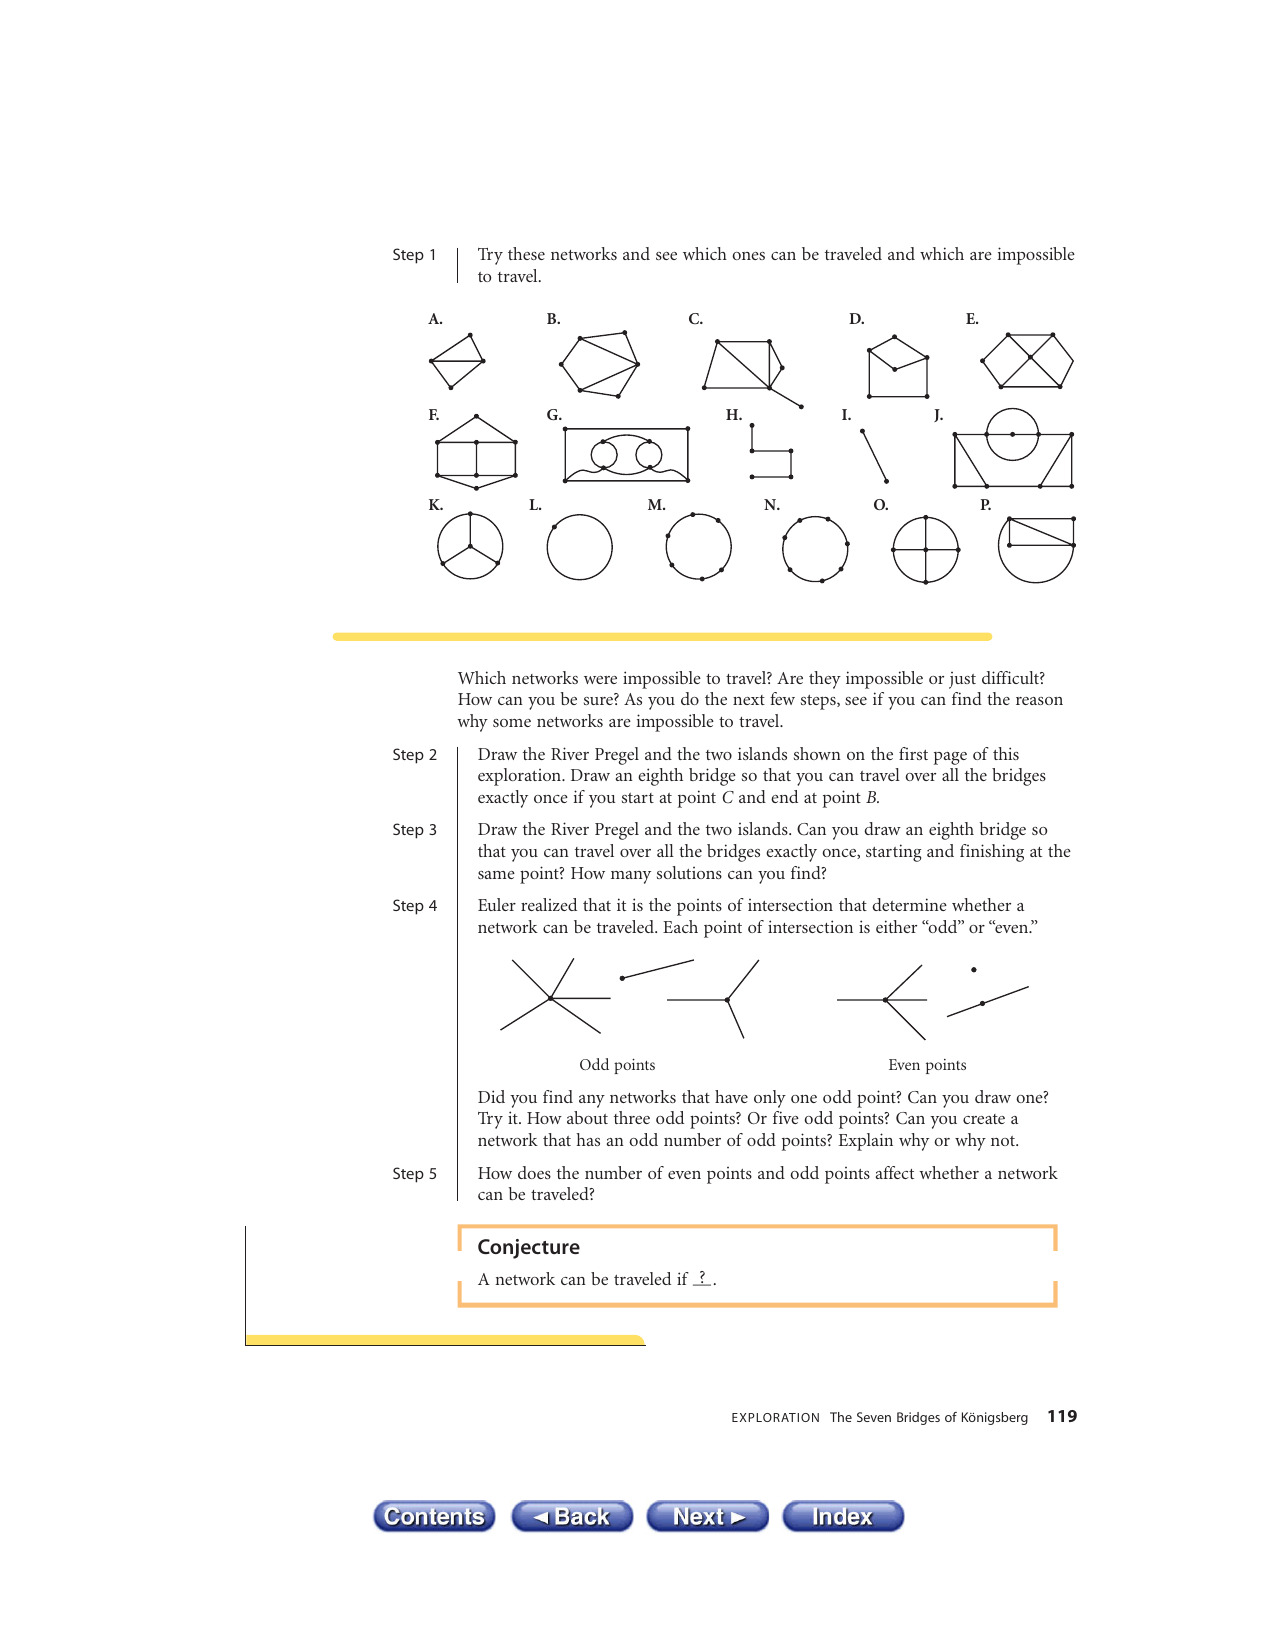 Step 1 Try these networks and see which ones can be traveled and which are impossible
to travel.
A. B. C. D. E.
F. G. H. I. J.
K. L. M. N. O. P.
Which networks were impossible to travel? Are they impossible or just difficult?
How can you be sure? As you do the next few steps, see if you can find the reason
why some networks are impossible to travel.
Step 2 Draw the River Pregel and the two islands shown on the first page of this
exploration. Draw an eighth bridge so that you can travel over all the bridges
exactly once if you start at point C and end at point B.
Step 3 Draw the River Pregel and the two islands. Can you draw an eighth bridge so
that you can travel over all the bridges exactly once, starting and finishing at the
same point? How many solutions can you find?
Step 4 Euler realized that it is the points of intersection that determine whether a
network can be traveled. Each point of intersection is either “odd” or “even.”
Odd points Even points
Did you find any networks that have only one odd point? Can you draw one?
Try it. How about three odd points? Or five odd points? Can you create a
network that has an odd number of odd points? Explain why or why not.
Step 5 How does the number of even points and odd points affect whether a network
can be traveled?
Conjecture
A network can be traveled if ?.
EXPLORATION The Seven Bridges of Königsberg 119
Contents ◄ Back Next ► Index